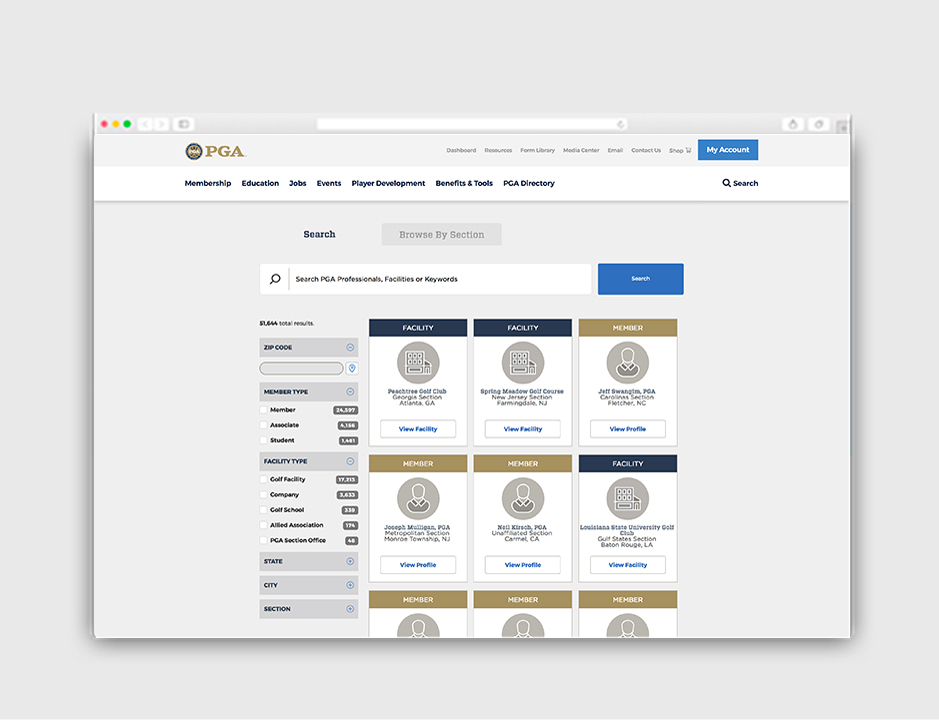 PGA
Dashboard Resources Form Library Media Center Email Contact Us Shop My Account
Membership Education Jobs Events Player Development Benefits & Tools PGA Directory Search
Search Browse By Section
Search PGA Professionals, Facilities or Keywords Search
51,644 total results.
ZIP CODE
MEMBER TYPE
Member 24,597
Associate 4,156
Student 1,461
FACILITY TYPE
Golf Facility 17,213
Company 3,633
Golf School 339
Allied Association 174
PGA Section Office 48
STATE
CITY
SECTION
FACILITY
Peachtree Golf Club
Georgia Section
Atlanta, GA
View Facility
FACILITY
Spring Meadow Golf Course
New Jersey Section
Farmingdale, NJ
View Facility
MEMBER
Jeff Swangim, PGA
Carolinas Section
Fletcher, NC
View Profile
MEMBER
Joseph Mulligan, PGA
Metropolitan Section
Monroe Township, NJ
View Profile
MEMBER
Neil Kirsch, PGA
Unaffiliated Section
Carmel, CA
View Profile
FACILITY
Louisiana State University Golf
Club
Gulf States Section
Baton Rouge, LA
View Facility
MEMBER
MEMBER
MEMBER